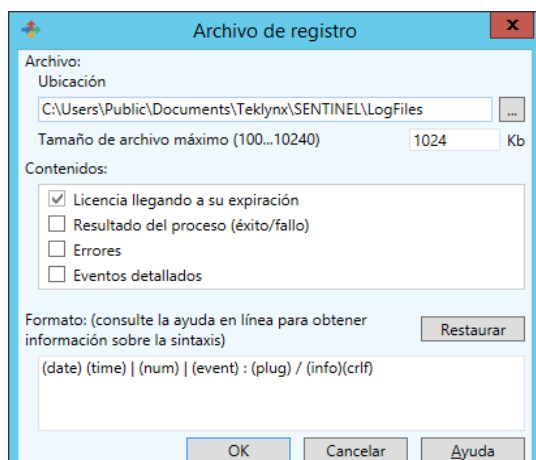 Archivo de registro
x
Archivo:
Ubicación
C:\Users\Public\Documents\Teklynx\SENTINEL\LogFiles
...
Tamaño de archivo máximo (100...10240)
1024
Kb
Contenidos:
Licencia llegando a su expiración
Resultado del proceso (éxito/fallo)
Errores
Eventos detallados
Formato: (consulte la ayuda en línea para obtener
información sobre la sintaxis)
Restaurar
(date) (time) | (num) | (event) : (plug) / (info)(crlf)
OK
Cancelar
Ayuda